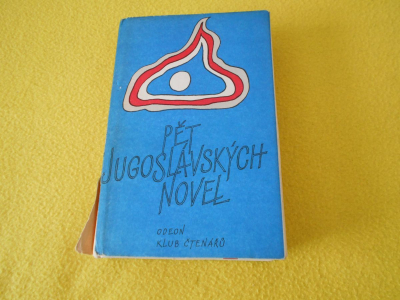 PĚT
JUGOSLÁVSKÝCH
NOVEL
ODEON
KLUB ČTENÁŘŮ